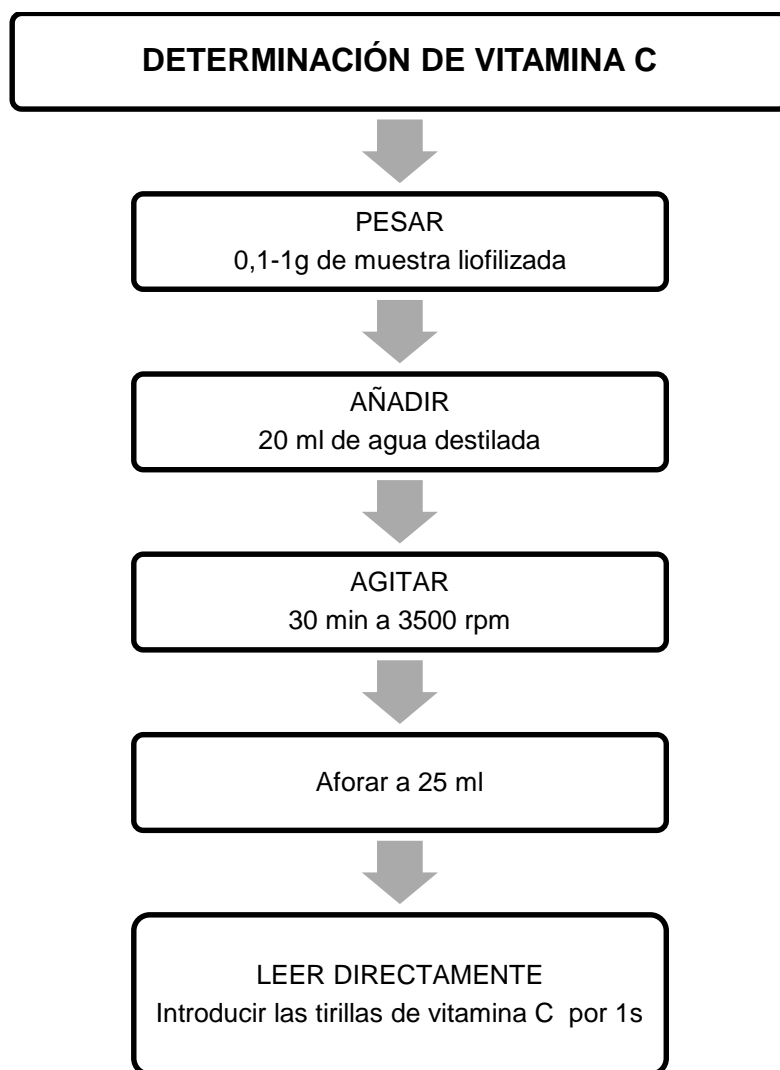 DETERMINACIÓN DE VITAMINA C
PESAR
0,1-1g de muestra liofilizada
AÑADIR
20 ml de agua destilada
AGITAR
30 min a 3500 rpm
Aforar a 25 ml
LEER DIRECTAMENTE
Introducir las tirillas de vitamina C por 1s